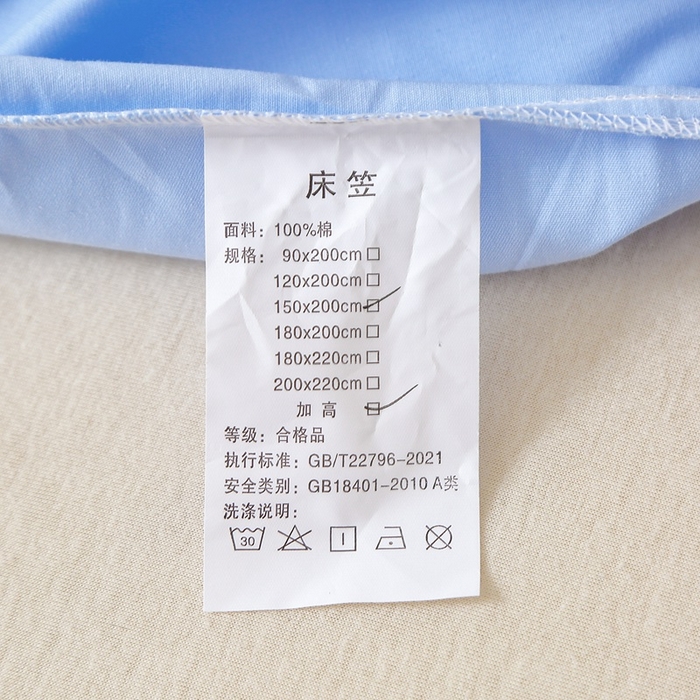 床笠
面料：100%棉
规格： 90x200cm□
120x200cm□
150x200cm☑
180x200cm□
180x220cm□
200x220cm□
加 高 ☑
等级：合格品
执行标准：GB/T22796-2021
安全类别：GB18401-2010 A类
洗涤说明：
30